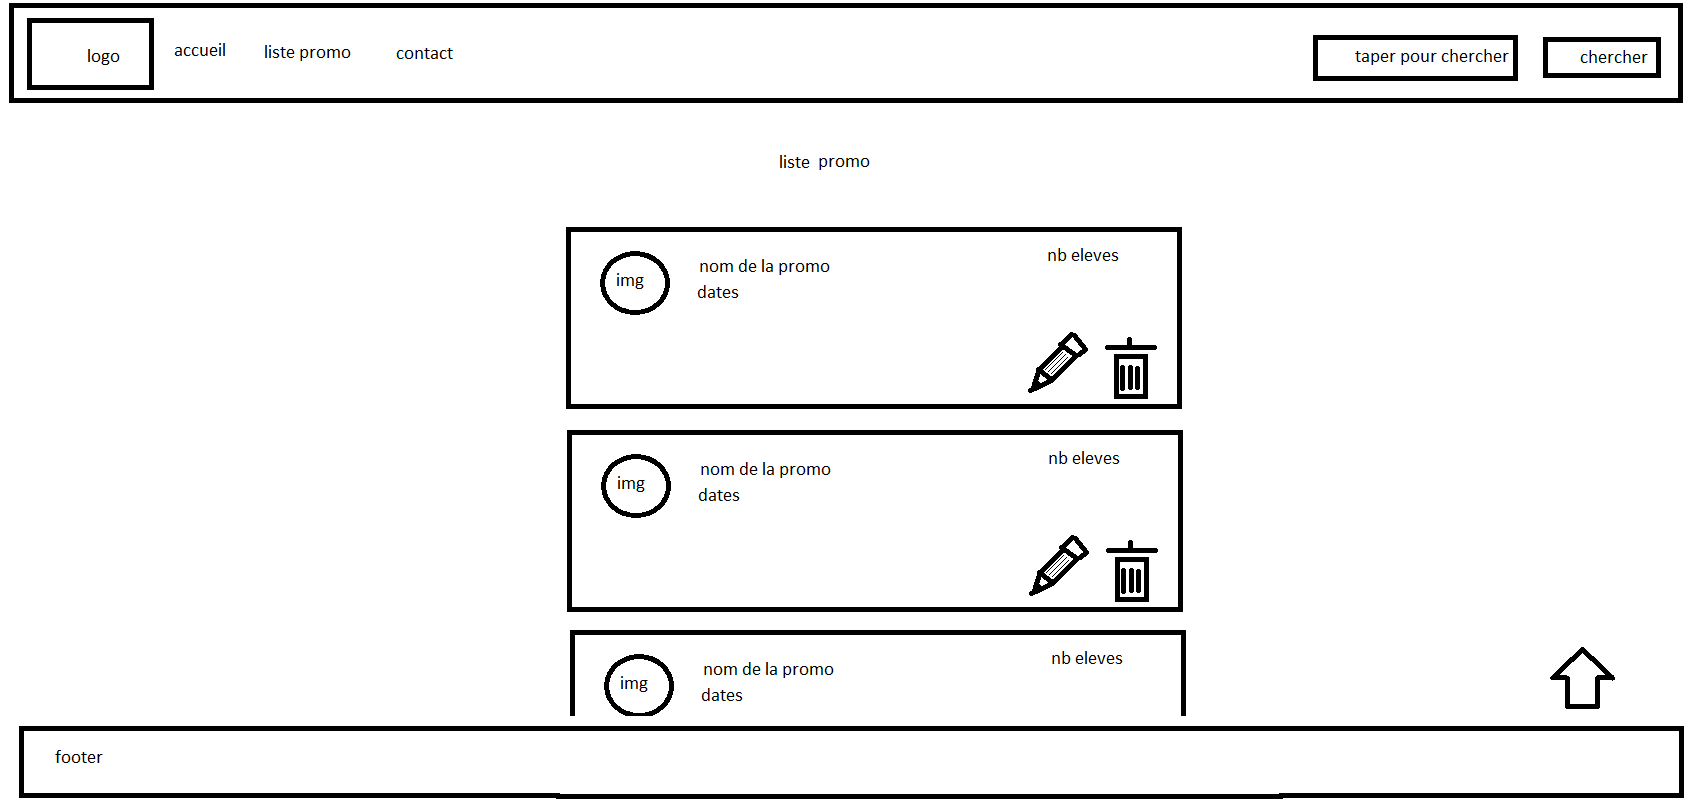 logo
accueil
liste promo
contact
taper pour chercher
chercher
liste promo
img
nom de la promo
dates
nb eleves
img
nom de la promo
dates
nb eleves
img
nom de la promo
dates
nb eleves
footer